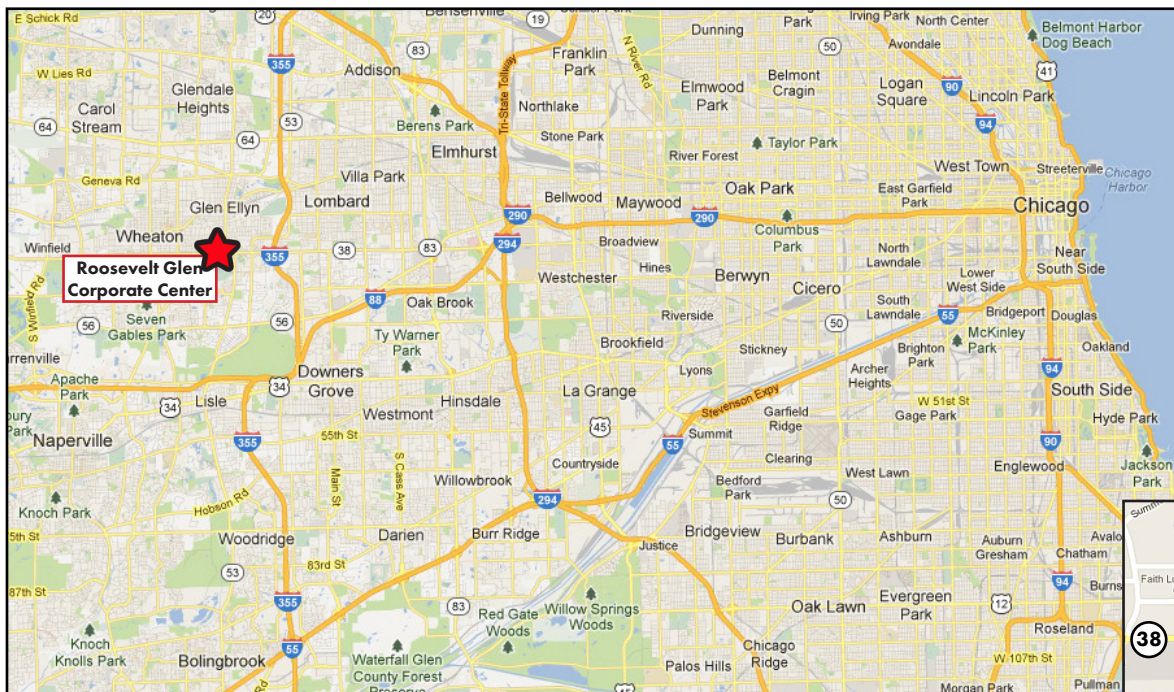 E Schick Rd
20
Bensenville
19
Park
Irving Park
North Center
Belmont Harbor
Dog Beach
83
Franklin
Park
N River Rd
Dunning
50
Avondale
W Lies Rd
355
Addison
Tri-State Tollway
Elmwood
Park
Belmont
Cragin
Logan
Square
41
Glendale
Heights
90
Lincoln Park
Carol
Stream
64
53
Berens Park
Northlake
94
64
Elmhurst
Stone Park
Taylor Park
River Forest
West Town
Streeterville
Geneva Rd
Villa Park
Chicago
Harbor
Glen Ellyn
Lombard
Bellwood
Maywood
Oak Park
East Garfield
Park
Chicago
290
290
Columbus
Park
Wheaton
Winfield
355
38
83
294
Broadview
Hines
North
Lawndale
Near
South Side
Roosevelt Glen
Corporate Center
Westchester
Berwyn
Cicero
Lower
West Side
S Winfield Rd
88
Oak Brook
South
Lawndale
55
Bridgeport
Douglas
56
Seven
Gables Park
56
Ty Warner
Park
Riverside
50
McKinley
Park
Brookfield
Stickney
Brighton
Park
Oakland
arrenville
Downers
Grove
Lyons
Archer
Heights
94
Apache
Park
34
La Grange
South Side
34
Lisle
Hinsdale
Stevenson Expy
W 51st St
Westmont
Garfield
Ridge
Gage Park
Hyde Park
bury
Park
Naperville
355
55th St
45
55
Summit
90
Main St
S Cass Ave
Countryside
Clearing
Englewood
Jackson
Park
Willowbrook
West Lawn
Bedford
Park
Hobson Rd
Knoch Park
294
50
Summ
75th St
Woodridge
Darien
Burr Ridge
Bridgeview
Burbank
Ashburn
Auburn
Gresham
Avalo
Justice
Chatham
83rd St
53
87th St
94
Burns
Faith Lu
355
83
Red Gate
Woods
Willow Springs
Woods
Oak Lawn
Evergreen
Park
12
Roseland
Knoch
Knolls Park
55
38
Bolingbrook
Waterfall Glen
County Forest
Preserve
Chicago
Ridge
Palos Hills
W 107th St
45
Morgan Park
Pullman